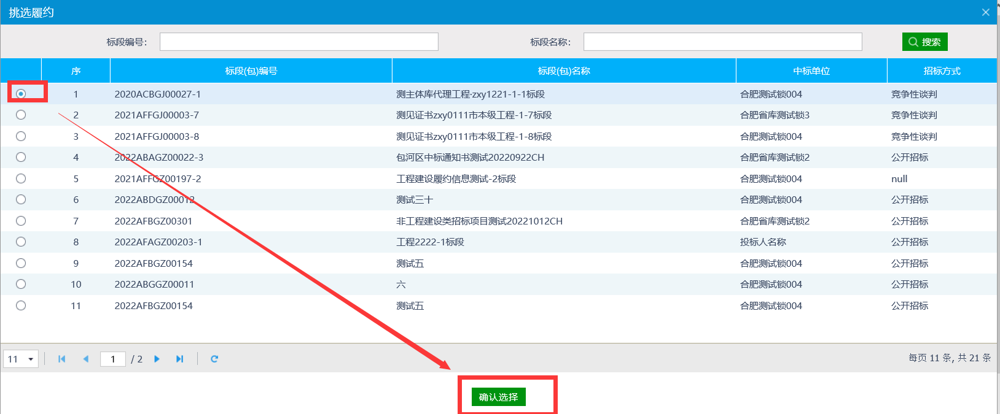 挑选履约
标段编号： 标段名称： 搜索
序 标段(包)编号 标段(包)名称 中标单位 招标方式
1 2020ACBGJ00027-1 测主体库代理工程·zxy1221-1-1标段 合肥测试锁004 竞争性谈判
2 2021AFFGJ00003-7 测见证书zxy0111市本级工程-1-7标段 合肥省库测试锁3 竞争性谈判
3 2021AFFGJ00003-8 测见证书zxy0111市本级工程-1-8标段 合肥测试锁004 竞争性谈判
4 2022ABAGZ00022-3 包河区中标通知书测试20220922CH 合肥省库测试锁2 公开招标
5 2021AFFGZ00197-2 工程建设履约信息测试-2标段 合肥测试锁004 null
6 2022ABDGZ00012 测试三十 合肥测试锁004 公开招标
7 2022AFBGZ00301 非工程建设类招标项目测试20221012CH 合肥省库测试锁2 公开招标
8 2022AFAGZ00203-1 工程2222-1标段 投标人名称 公开招标
9 2022AFBGZ00154 测试五 合肥测试锁004 公开招标
10 2022ABGGZ00011 六 合肥测试锁004 公开招标
11 2022AFBGZ00154 测试五 合肥测试锁004 公开招标
11 1 / 2 每页 11 条, 共 21 条
确认选择